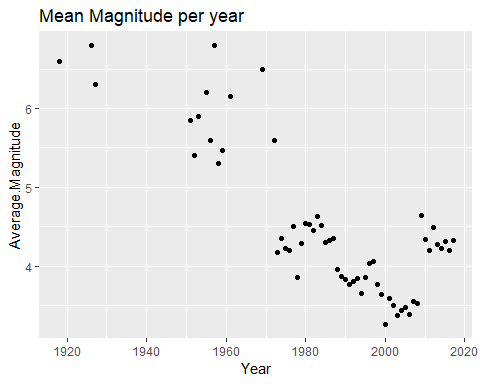 Mean Magnitude per year
Average.Magnitude
6
5
4
1920 1940 1960 1980 2000 2020
Year